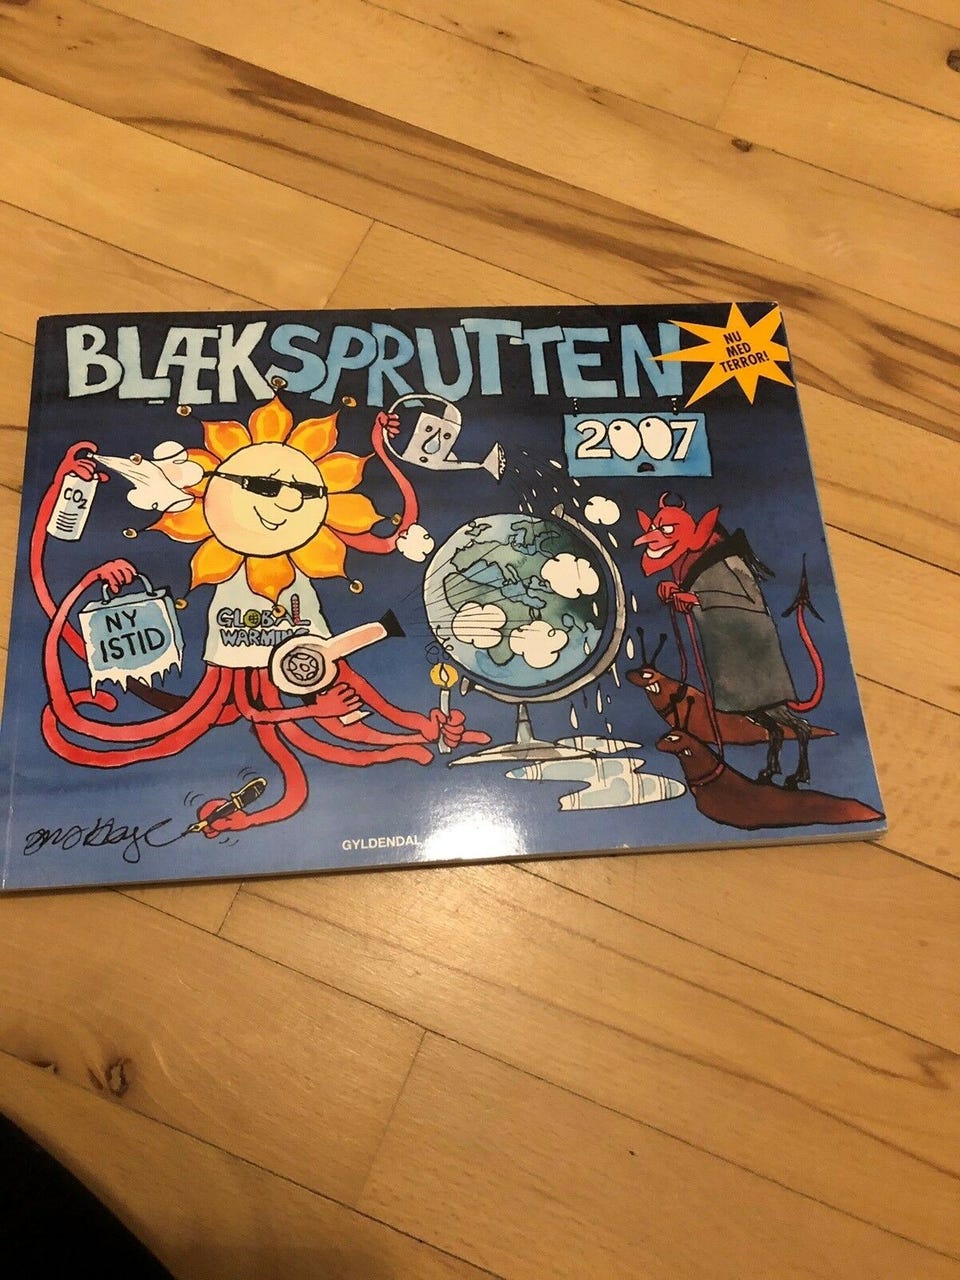 BLÆKSPRUTTEN
NU
MED
TERROR!
2007
CO2
NY
ISTID
GLOBAL
WARMING
GYLDENDAL